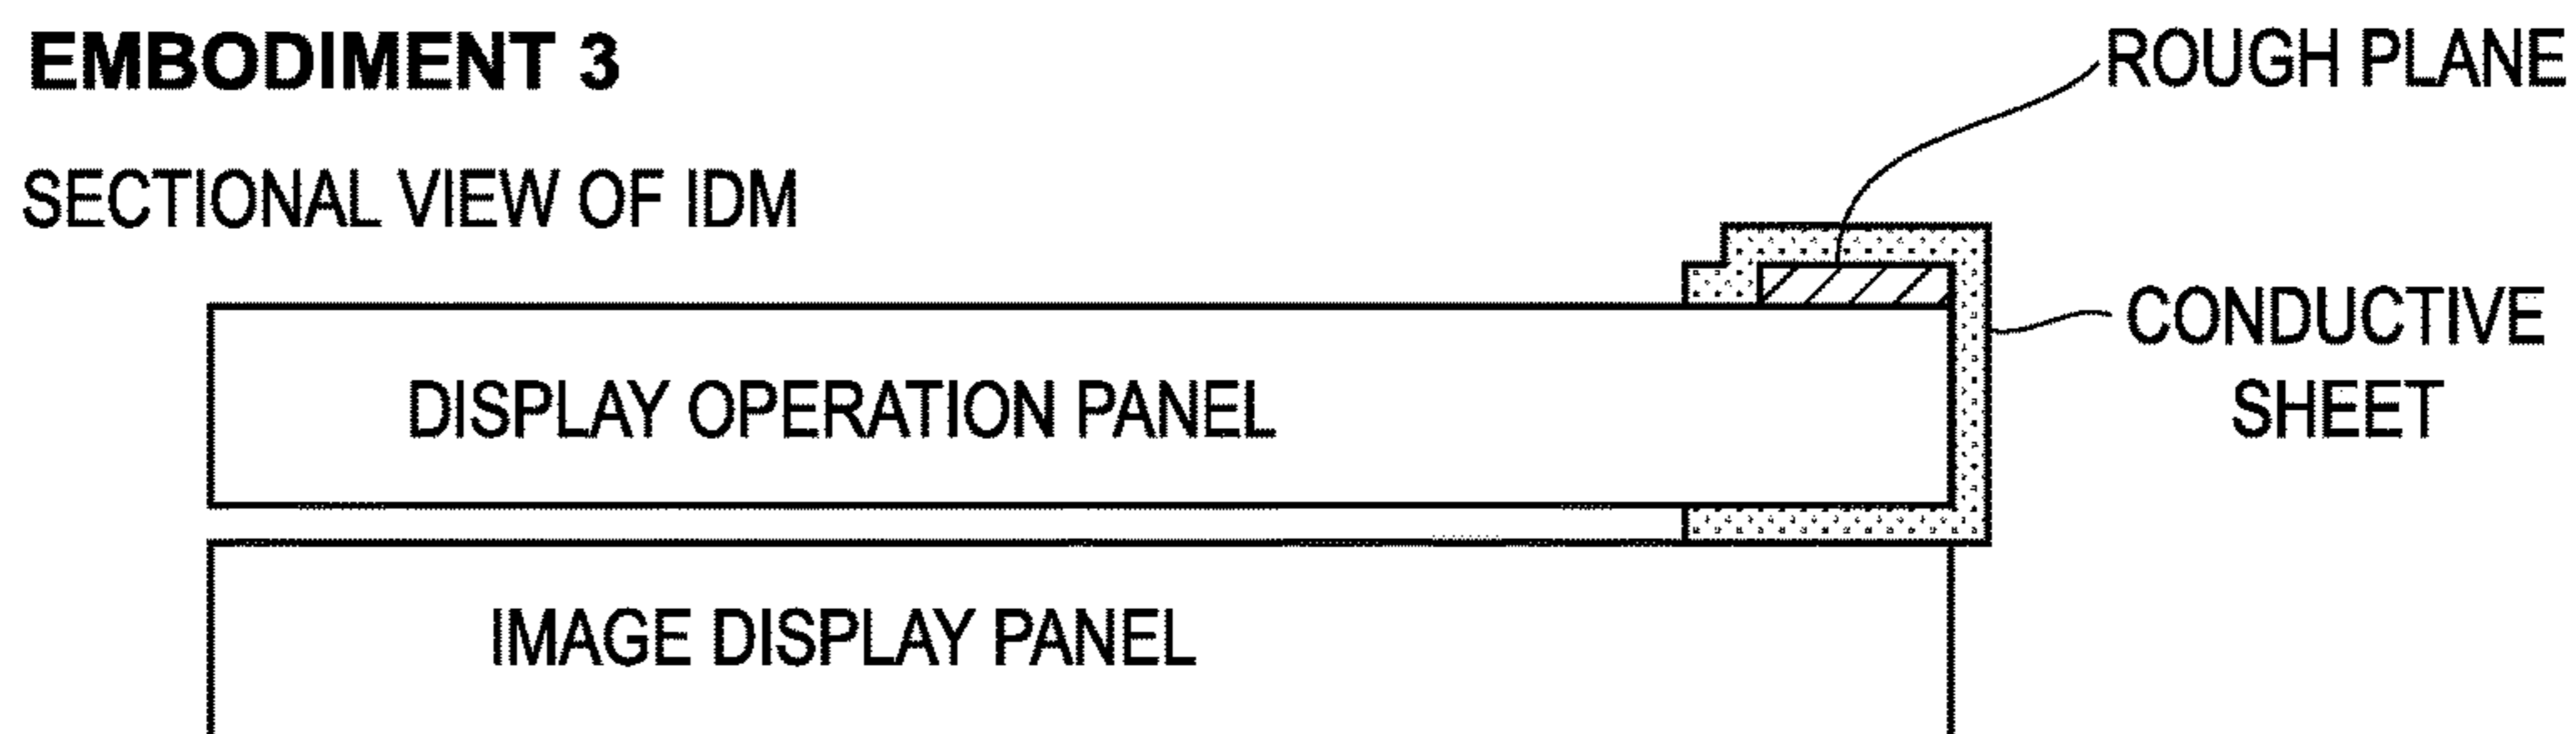 EMBODIMENT 3
SECTIONAL VIEW OF IDM
ROUGH PLANE
CONDUCTIVE
SHEET
DISPLAY OPERATION PANEL
IMAGE DISPLAY PANEL